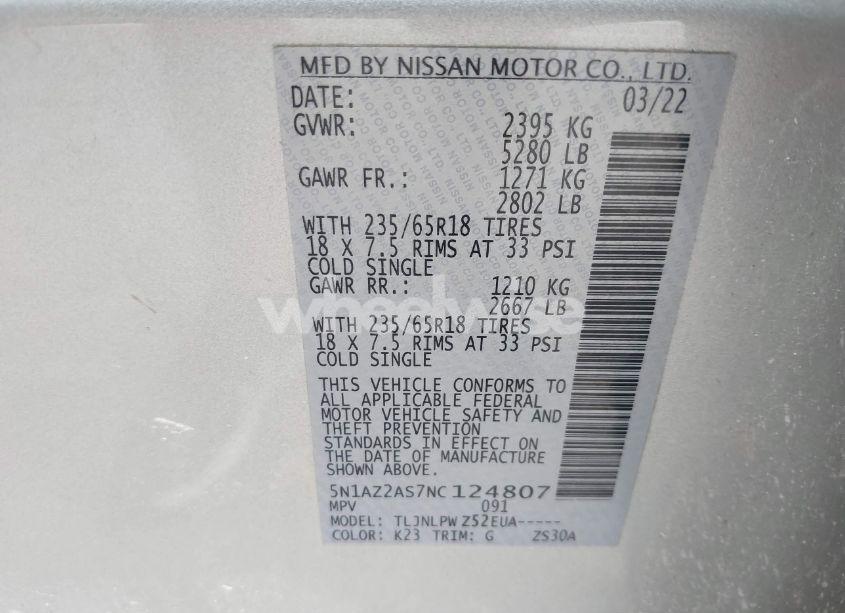 MFD BY NISSAN MOTOR CO., LTD.
DATE: 03/22
GVWR: 2395 KG
5280 LB
GAWR FR.: 1271 KG
2802 LB
WITH 235/65R18 TIRES
18 X 7.5 RIMS AT 33 PSI
COLD SINGLE
GAWR RR.: 1210 KG
2667 LB
WITH 235/65R18 TIRES
18 X 7.5 RIMS AT 33 PSI
COLD SINGLE
THIS VEHICLE CONFORMS TO
ALL APPLICABLE FEDERAL
MOTOR VEHICLE SAFETY AND
THEFT PREVENTION
STANDARDS IN EFFECT ON
THE DATE OF MANUFACTURE
SHOWN ABOVE.
5N1AZ2AS7NC124807
MPV 091
MODEL: TLJNLPW Z52EUA-----
COLOR: K23 TRIM: G ZS30A
wheelwise